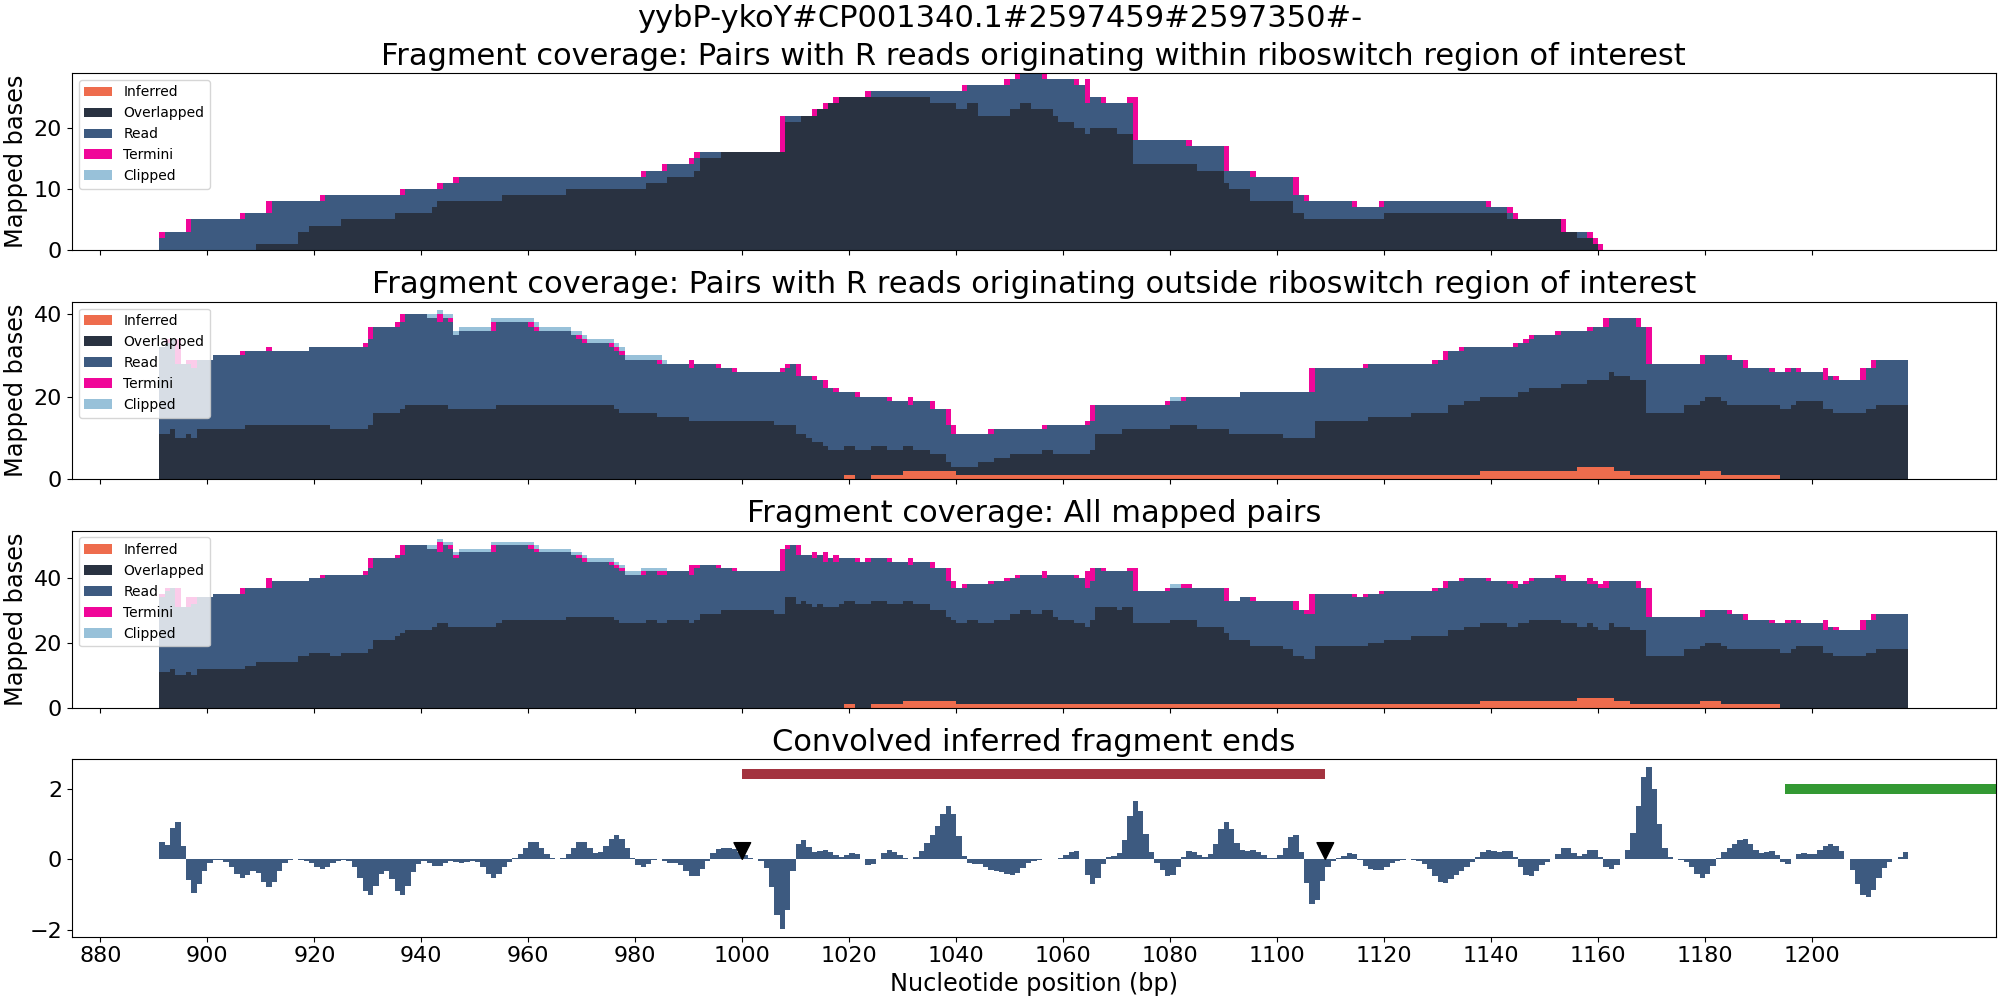 yybP-ykoY#CP001340.1#2597459#2597350#-
Fragment coverage: Pairs with R reads originating within riboswitch region of interest
Mapped bases
20
10
0
Inferred
Overlapped
Read
Termini
Clipped
Fragment coverage: Pairs with R reads originating outside riboswitch region of interest
Mapped bases
40
20
0
Inferred
Overlapped
Read
Termini
Clipped
Fragment coverage: All mapped pairs
Mapped bases
40
20
0
Inferred
Overlapped
Read
Termini
Clipped
Convolved inferred fragment ends
2
0
−2
880 900 920 940 960 980 1000 1020 1040 1060 1080 1100 1120 1140 1160 1180 1200
Nucleotide position (bp)